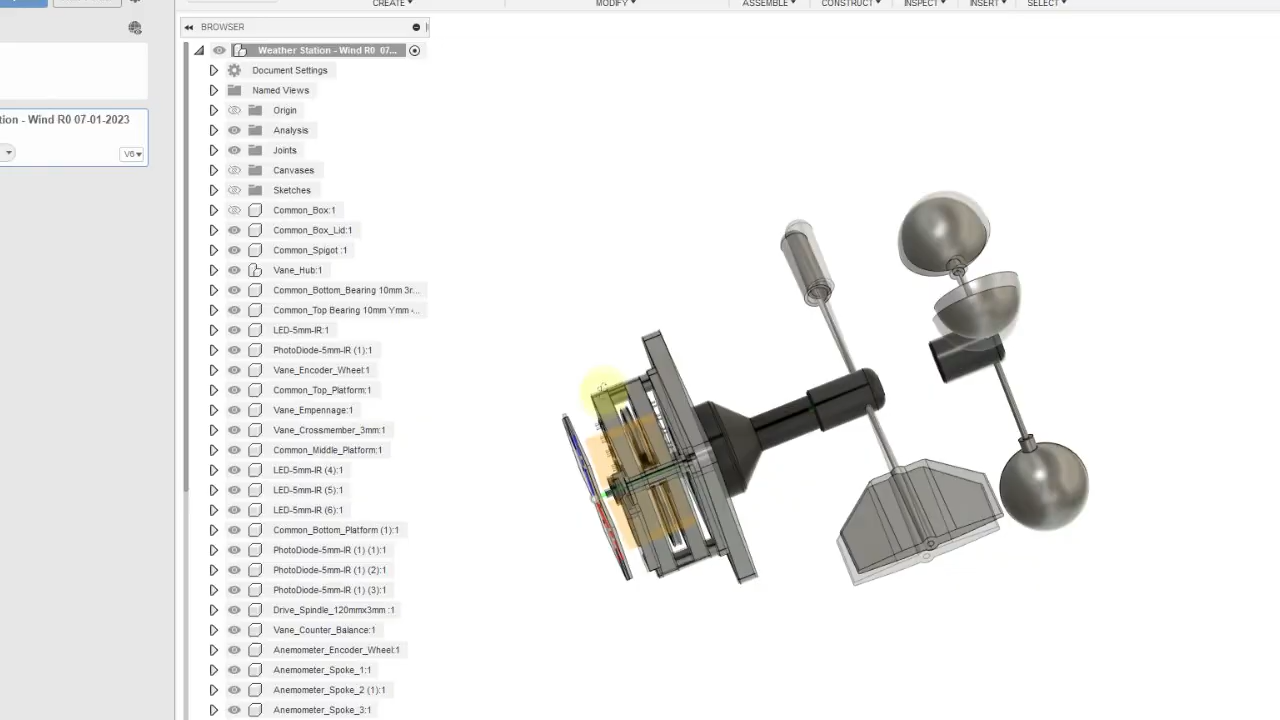 CREATE
MODIFY
ASSEMBLE
CONSTRUCT
INSPECT
INSERT
SELECT
BROWSER
Weather Station - Wind R0 07...
Document Settings
Named Views
Origin
Analysis
Joints
tion - Wind R0 07-01-2023
V6
Canvases
Sketches
Common_Box:1
Common_Box_Lid:1
Common_Spigot :1
Vane_Hub:1
Common_Bottom_Bearing 10mm 3r...
Common_Top Bearing 10mm Ymm -...
LED-5mm-IR:1
PhotoDiode-5mm-IR (1):1
Vane_Encoder_Wheel:1
Common_Top_Platform:1
Vane_Empennage:1
Vane_Crossmember_3mm:1
Common_Middle_Platform:1
LED-5mm-IR (4):1
LED-5mm-IR (5):1
LED-5mm-IR (6):1
Common_Bottom_Platform (1):1
PhotoDiode-5mm-IR (1) (1):1
PhotoDiode-5mm-IR (1) (2):1
PhotoDiode-5mm-IR (1) (3):1
Drive_Spindle_120mmx3mm :1
Vane_Counter_Balance:1
Anemometer_Encoder_Wheel:1
Anemometer_Spoke_1:1
Anemometer_Spoke_2 (1):1
Anemometer_Spoke_3:1